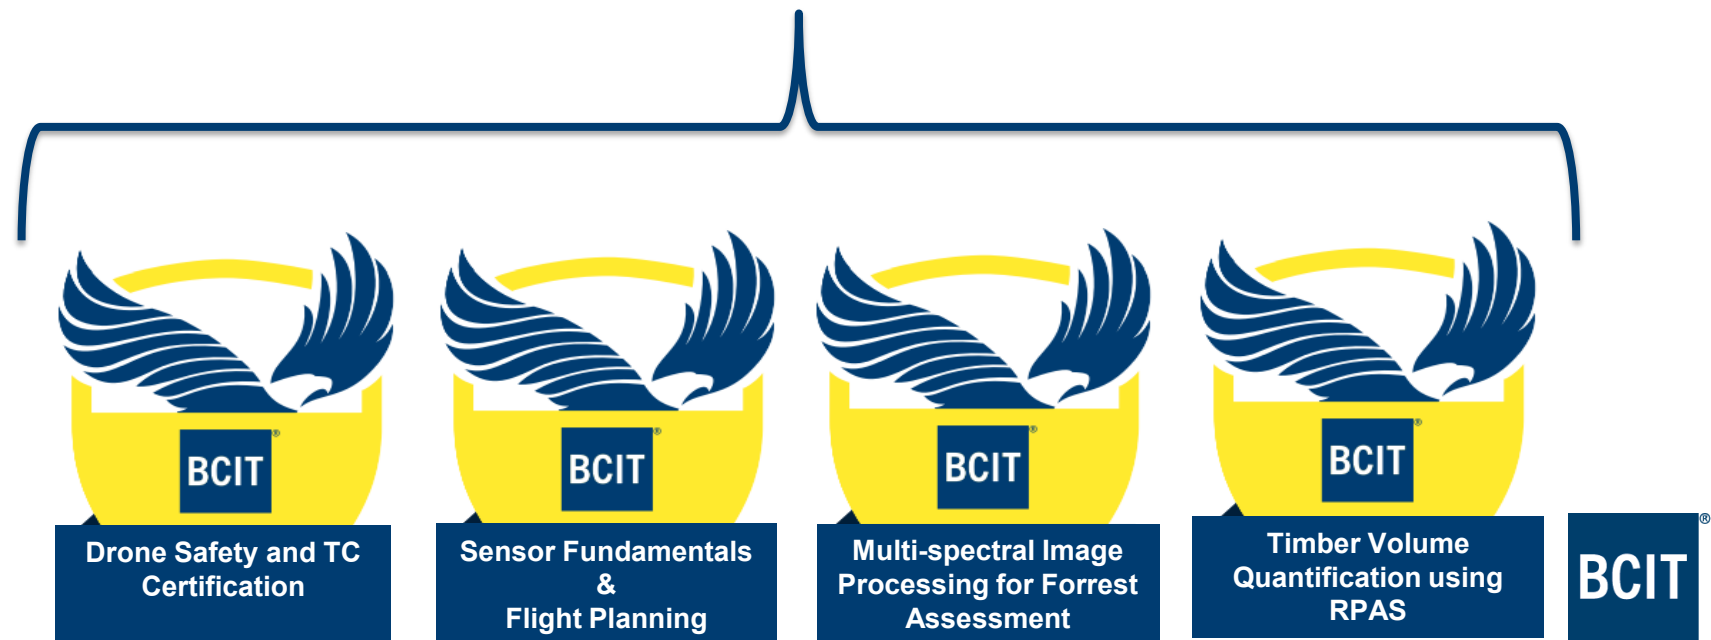 BCIT®
Drone Safety and TC
Certification
BCIT®
Sensor Fundamentals
&
Flight Planning
BCIT®
Multi-spectral Image
Processing for Forrest
Assessment
BCIT®
Timber Volume
Quantification using
RPAS
BCIT®